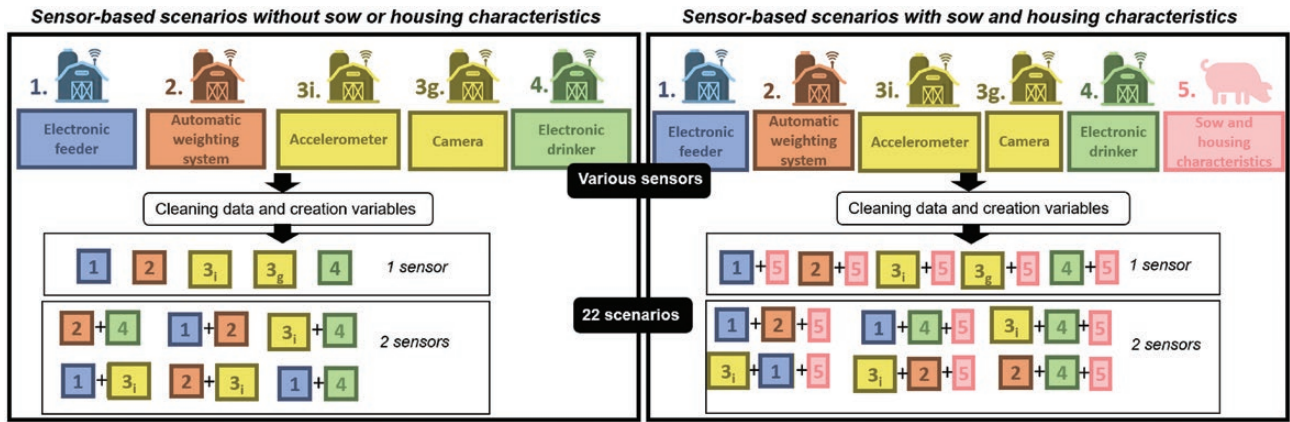 Sensor-based scenarios without sow or housing characteristics
1. 2. 3i. 3g. 4.
Electronic feeder
Automatic weighting system
Accelerometer
Camera
Electronic drinker
Cleaning data and creation variables
1 2 3i 3g 4 1 sensor
2+4 1+2 3i+4
2 sensors
1+3i 2+3i 1+4
Various sensors
22 scenarios
Sensor-based scenarios with sow and housing characteristics
1. 2. 3i. 3g. 4. 5.
Electronic feeder
Automatic weighting system
Accelerometer
Camera
Electronic drinker
Sow and housing characteristics
Cleaning data and creation variables
1+5 2+5 3i+5 3g+5 4+5 1 sensor
1+2+5 1+4+5 3i+4+5
2 sensors
3i+1+5 3i+2+5 2+4+5